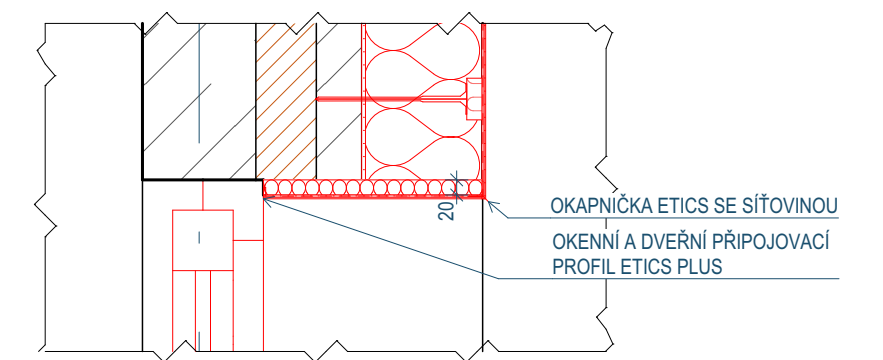 20
OKAPNIČKA ETICS SE SÍŤOVINOU
OKENNÍ A DVEŘNÍ PŘIPOJOVACÍ
PROFIL ETICS PLUS